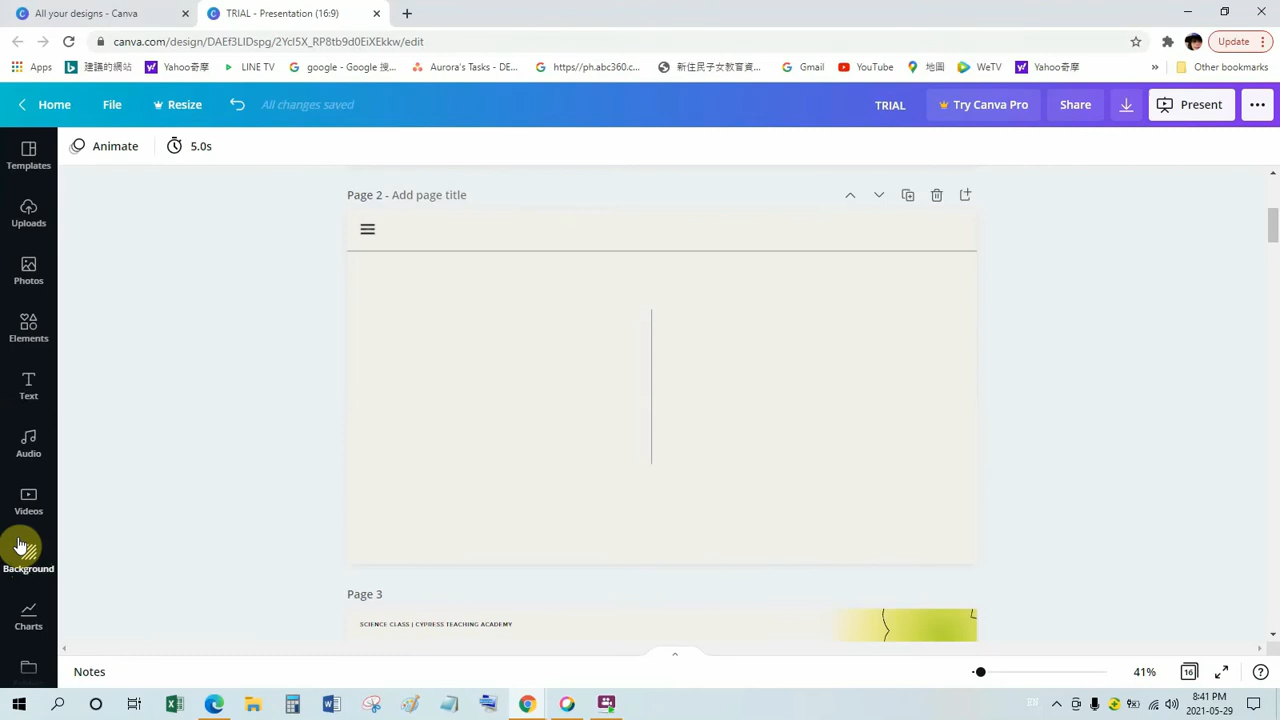 All your designs - Canva
TRIAL - Presentation (16:9)
canva.com/design/DAEf3LIDspg/2YcI5X_RP8tb9d0EiXEkkw/edit
Update
Apps
建議的網站
Yahoo奇摩
LINE TV
google - Google 搜...
Aurora's Tasks - DE...
https//ph.abc360.c...
新住民子女教育資...
Gmail
YouTube
地圖
WeTV
Yahoo奇摩
Other bookmarks
Home
File
Resize
All changes saved
TRIAL
Try Canva Pro
Share
Present
Animate
5.0s
Templates
Uploads
Photos
Elements
Text
Audio
Videos
Background
Charts
Page 2 - Add page title
Page 3
SCIENCE CLASS | CYPRESS TEACHING ACADEMY
Notes
41%
16
EN
8:41 PM
2021-05-29